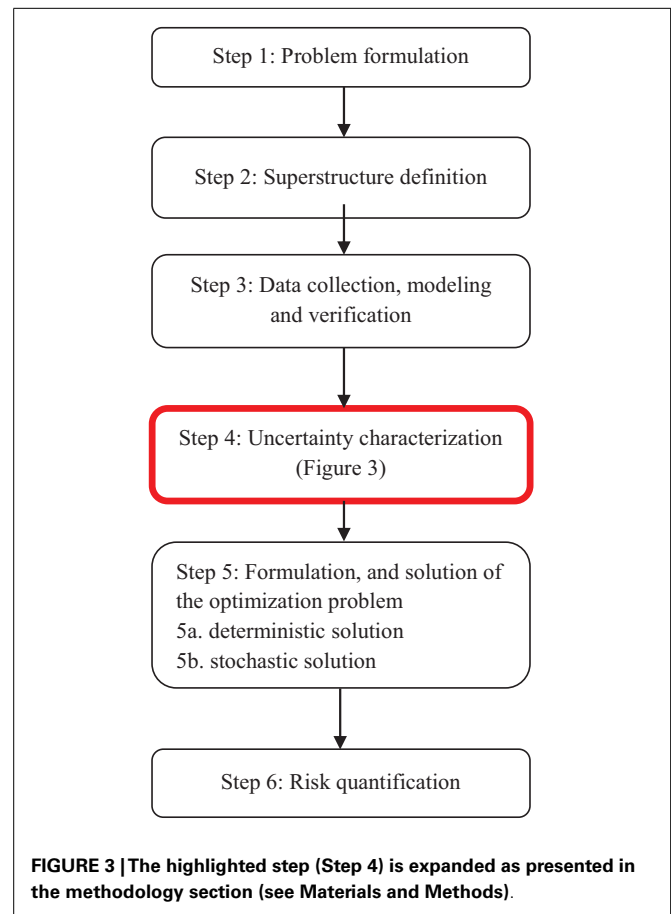 Step 1: Problem formulation
Step 2: Superstructure definition
Step 3: Data collection, modeling
and verification
Step 4: Uncertainty characterization
(Figure 3)
Step 5: Formulation, and solution of
the optimization problem
5a. deterministic solution
5b. stochastic solution
Step 6: Risk quantification
FIGURE 3 | The highlighted step (Step 4) is expanded as presented in
the methodology section (see Materials and Methods).